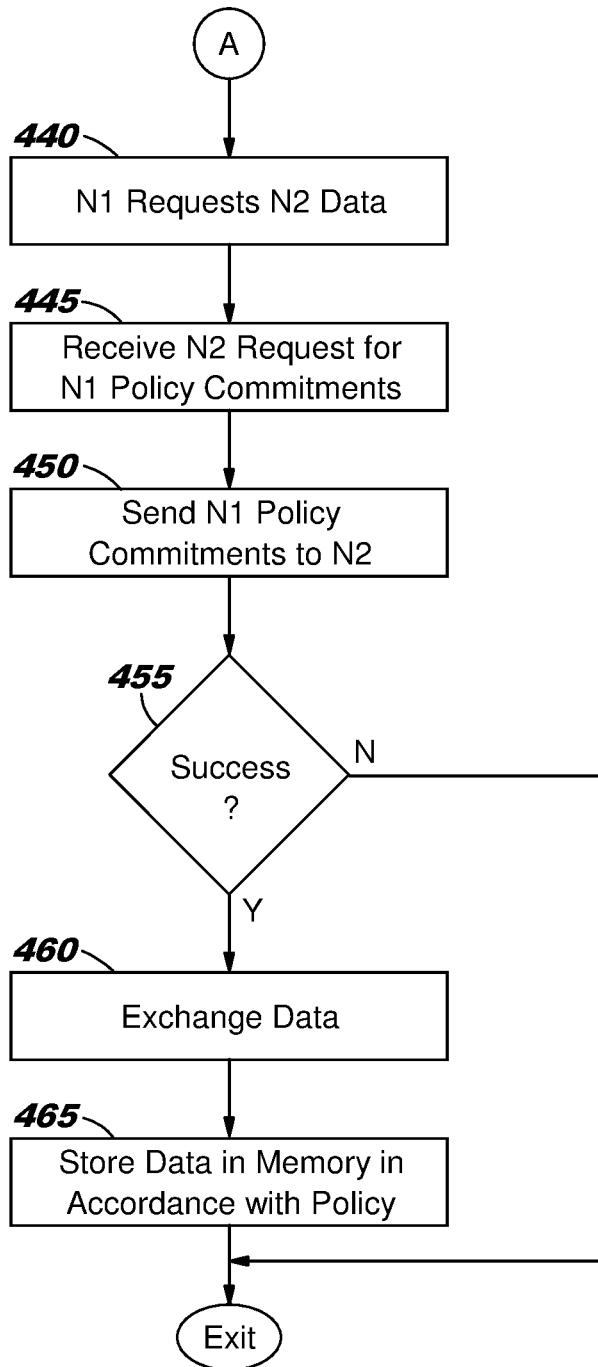 A
440
N1 Requests N2 Data
445
Receive N2 Request for
N1 Policy Commitments
450
Send N1 Policy
Commitments to N2
455
Success
?
N
Y
460
Exchange Data
465
Store Data in Memory in
Accordance with Policy
Exit